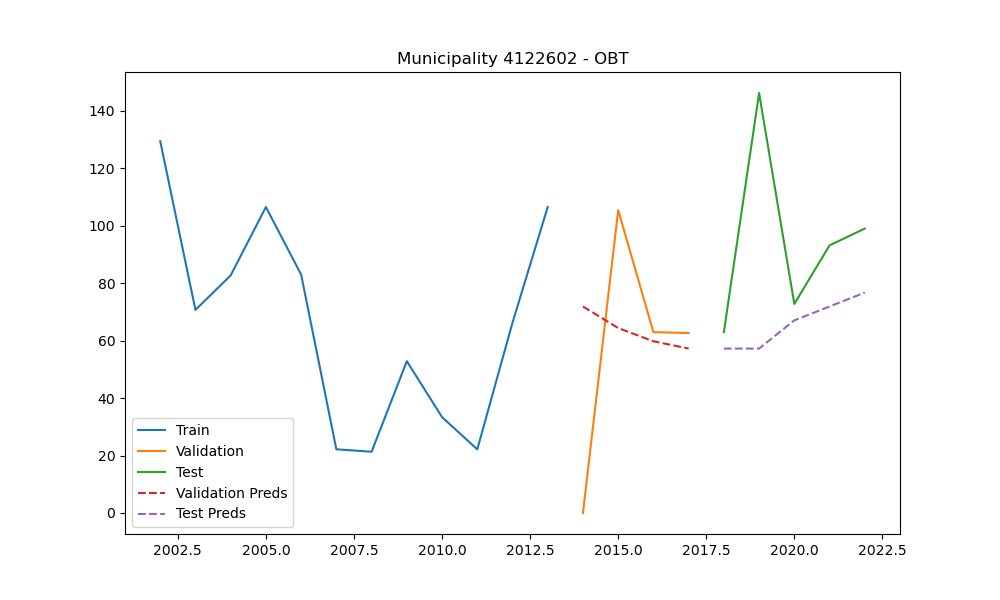 Municipality 4122602 - OBT
140
120
100
80
60
40
20
0
Train
Validation
Test
Validation Preds
Test Preds
2002.5 2005.0 2007.5 2010.0 2012.5 2015.0 2017.5 2020.0 2022.5